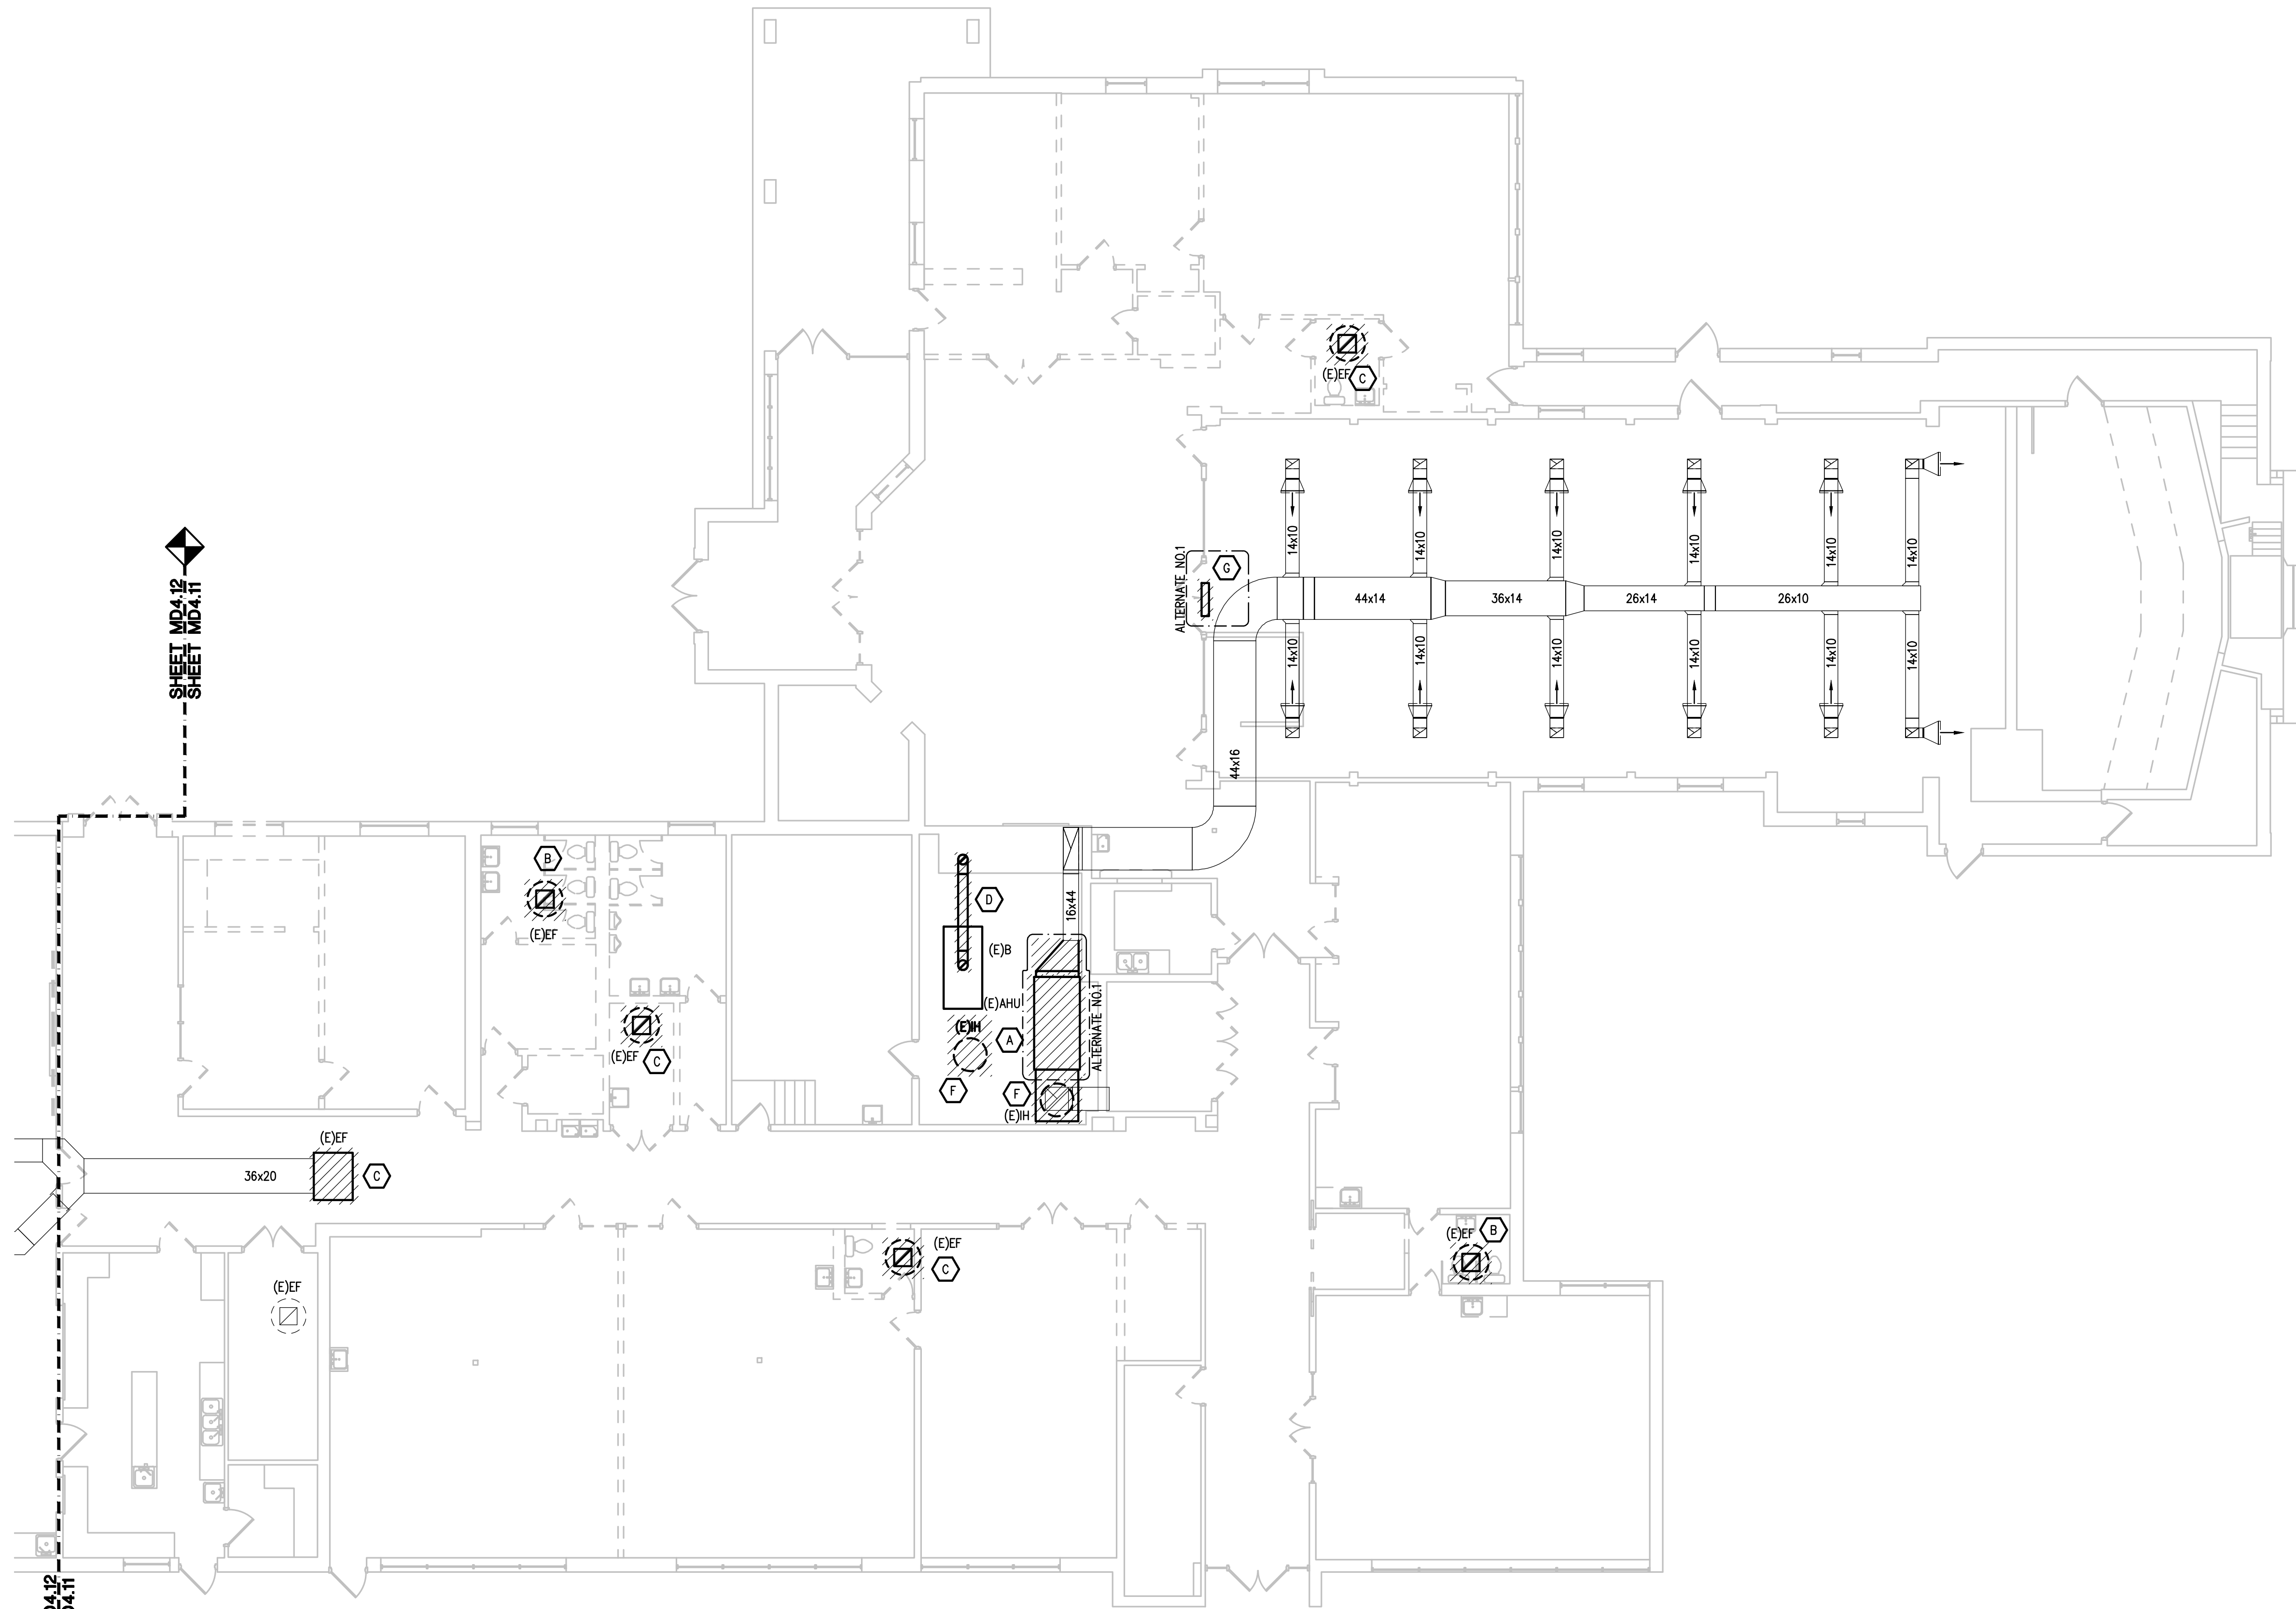 (E)EF
C
14x10
14x10
14x10
14x10
14x10
14x10
ALTERNATE NO.1
G
SHEET MD4.12
SHEET MD4.11
44x14
36x14
26x14
26x10
14x10
14x10
14x10
14x10
14x10
14x10
44x16
B
(E)EF
D
16x44
(E)B
(E)AHU
ALTERNATE NO.1
(E)IH
A
(E)EF
C
F
F
(E)IH
(E)EF
36x20
C
(E)EF
C
(E)EF
B
(E)EF
D4.12
D4.11